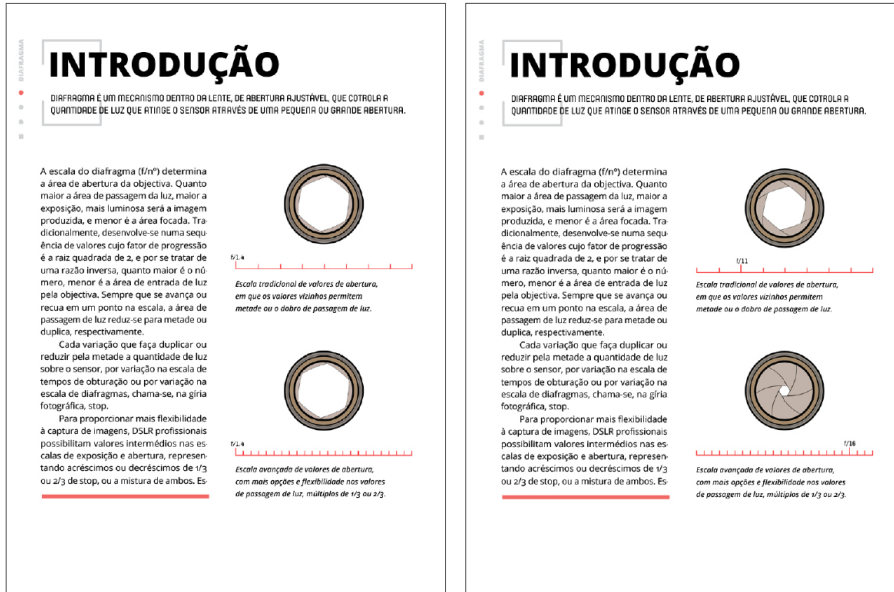 DIAFRAGMA
INTRODUÇÃO
DIAFRAGMA É UM MECANISMO DENTRO DA LENTE, DE ABERTURA AJUSTÁVEL, QUE COTROLA A
QUANTIDADE DE LUZ QUE ATINGE O SENSOR ATRAVÉS DE UMA PEQUENA OU GRANDE ABERTURA.
A escala do diafragma (f/nº) determina
a área de abertura da objectiva. Quanto
maior a área de passagem da luz, maior a
exposição, mais luminosa será a imagem
produzida, e menor é a área focada. Tra-
dicionalmente, desenvolve-se numa sequ-
ência de valores cujo fator de progressão
é a raiz quadrada de 2, e por se tratar de
uma razão inversa, quanto maior é o nú-
mero, menor é a área de entrada de luz
pela objectiva. Sempre que se avança ou
recua em um ponto na escala, a área de
passagem de luz reduz-se para metade ou
duplica, respectivamente.
Cada variação que faça duplicar ou
reduzir pela metade a quantidade de luz
sobre o sensor, por variação na escala de
tempos de obturação ou por variação na
escala de diafragmas, chama-se, na gíria
fotográfica, stop.
Para proporcionar mais flexibilidade
à captura de imagens, DSLR profissionais
possibilitam valores intermédios nas es-
calas de exposição e abertura, represen-
tando acréscimos ou decréscimos de 1/3
ou 2/3 de stop, ou a mistura de ambos. Es-
f/1.4
Escala tradicional de valores de abertura,
em que os valores vizinhos permitem
metade ou o dobro de passagem de luz.
f/1.4
Escala avançada de valores de abertura,
com mais opções e flexibilidade nos valores
de passagem de luz, múltiplos de 1/3 ou 2/3.
DIAFRAGMA
INTRODUÇÃO
DIAFRAGMA É UM MECANISMO DENTRO DA LENTE, DE ABERTURA AJUSTÁVEL, QUE COTROLA A
QUANTIDADE DE LUZ QUE ATINGE O SENSOR ATRAVÉS DE UMA PEQUENA OU GRANDE ABERTURA.
A escala do diafragma (f/nº) determina
a área de abertura da objectiva. Quanto
maior a área de passagem da luz, maior a
exposição, mais luminosa será a imagem
produzida, e menor é a área focada. Tra-
dicionalmente, desenvolve-se numa sequ-
ência de valores cujo fator de progressão
é a raiz quadrada de 2, e por se tratar de
uma razão inversa, quanto maior é o nú-
mero, menor é a área de entrada de luz
pela objectiva. Sempre que se avança ou
recua em um ponto na escala, a área de
passagem de luz reduz-se para metade ou
duplica, respectivamente.
Cada variação que faça duplicar ou
reduzir pela metade a quantidade de luz
sobre o sensor, por variação na escala de
tempos de obturação ou por variação na
escala de diafragmas, chama-se, na gíria
fotográfica, stop.
Para proporcionar mais flexibilidade
à captura de imagens, DSLR profissionais
possibilitam valores intermédios nas es-
calas de exposição e abertura, represen-
tando acréscimos ou decréscimos de 1/3
ou 2/3 de stop, ou a mistura de ambos. Es-
f/11
Escala tradicional de valores de abertura,
em que os valores vizinhos permitem
metade ou o dobro de passagem de luz.
f/16
Escala avançada de valores de abertura,
com mais opções e flexibilidade nos valores
de passagem de luz, múltiplos de 1/3 ou 2/3.